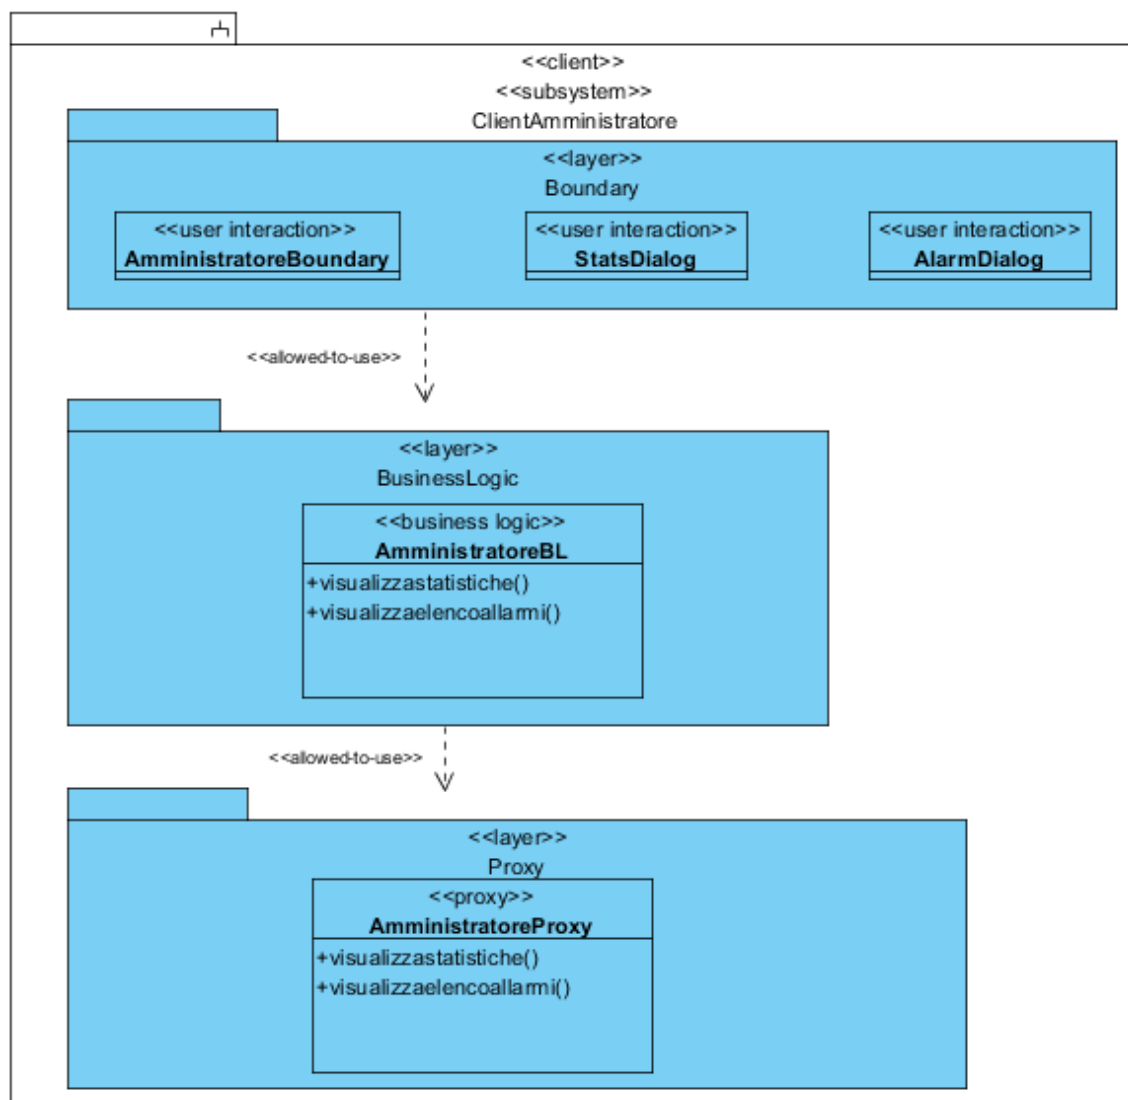 <<client>>
<<subsystem>>
ClientAmministratore
<<layer>>
Boundary
<<user interaction>>
AmministratoreBoundary
<<user interaction>>
StatsDialog
<<user interaction>>
AlarmDialog
<<allowed-to-use>>
<<layer>>
BusinessLogic
<<business logic>>
AmministratoreBL
+visualizzastatistiche()
+visualizzaelencoallarmi()
<<allowed-to-use>>
<<layer>>
Proxy
<<proxy>>
AmministratoreProxy
+visualizzastatistiche()
+visualizzaelencoallarmi()